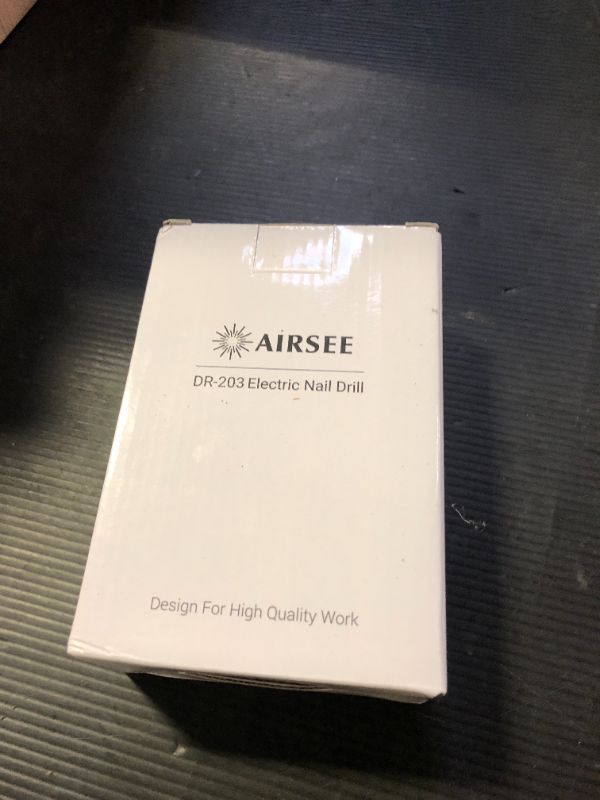 AIRSEE
DR-203 Electric Nail Drill
Design For High Quality Work